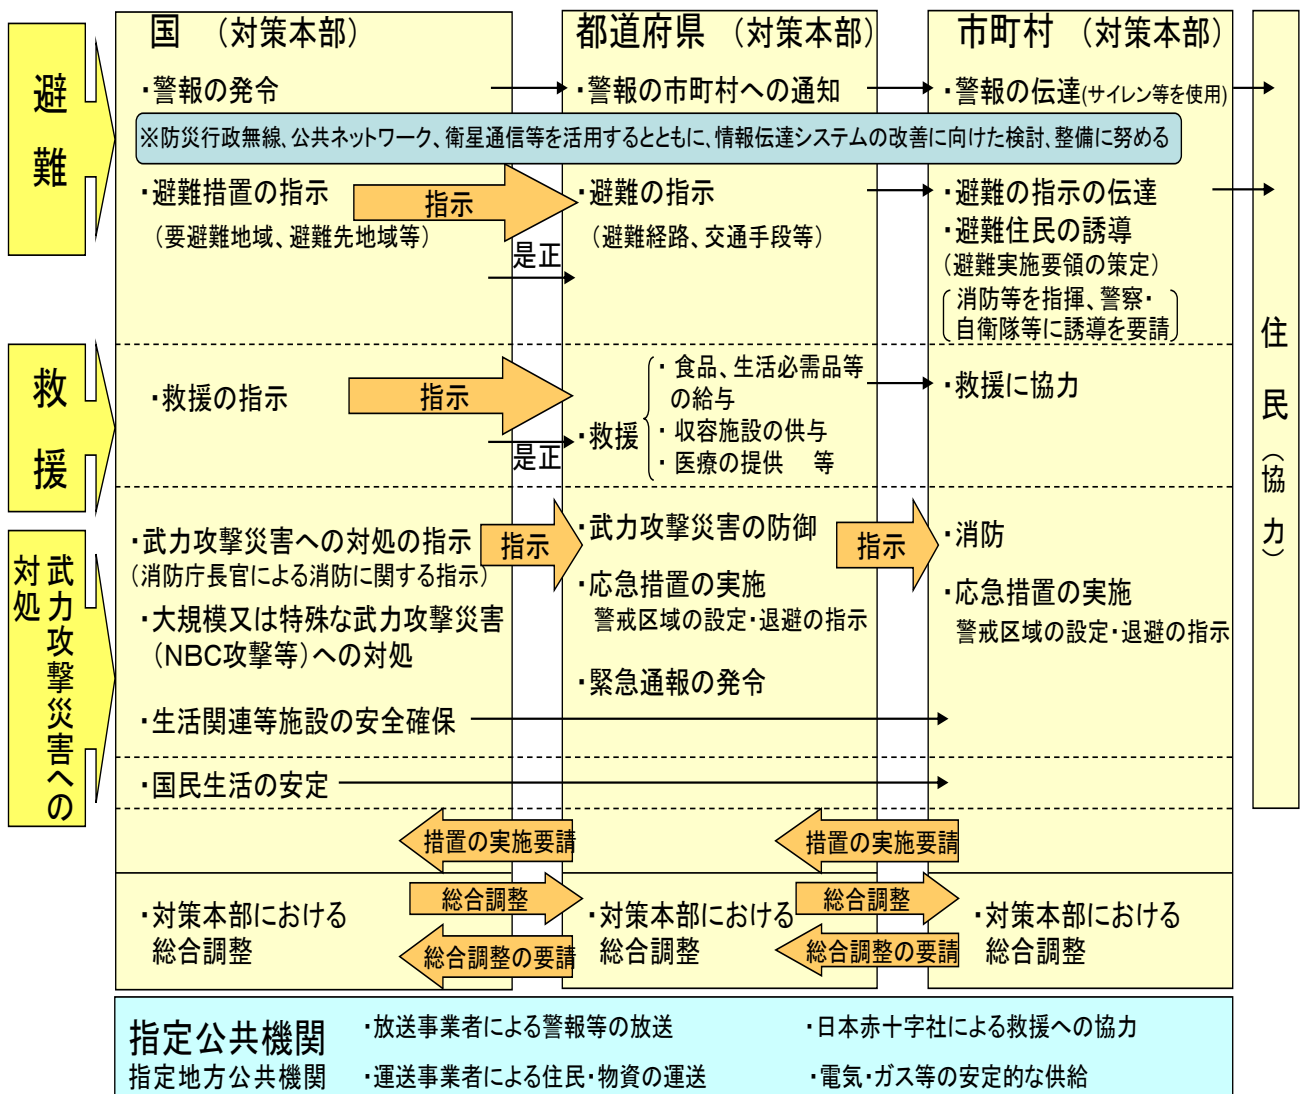 国　（対策本部）
都道府県　（対策本部）
市町村　（対策本部）
避難
・警報の発令
・警報の市町村への通知
・警報の伝達(サイレン等を使用)
※防災行政無線、公共ネットワーク、衛星通信等を活用するとともに、情報伝達システムの改善に向けた検討、整備に努める
・避難措置の指示
（要避難地域、避難先地域等）
指示
是正
・避難の指示
（避難経路、交通手段等）
・避難の指示の伝達
・避難住民の誘導
（避難実施要領の策定）
消防等を指揮、警察・
自衛隊等に誘導を要請
住民（協力）
救援
・救援の指示
指示
是正
・救援
・食品、生活必需品等
の給与
・収容施設の供与
・医療の提供　等
・救援に協力
武力攻撃災害への
対処
・武力攻撃災害への対処の指示
（消防庁長官による消防に関する指示）
・大規模又は特殊な武力攻撃災害
（NBC攻撃等）への対処
・生活関連等施設の安全確保
指示
・武力攻撃災害の防御
・応急措置の実施
警戒区域の設定・退避の指示
・緊急通報の発令
指示
・消防
・応急措置の実施
警戒区域の設定・退避の指示
・国民生活の安定
措置の実施要請
措置の実施要請
・対策本部における
総合調整
総合調整
総合調整の要請
・対策本部における
総合調整
総合調整
総合調整の要請
・対策本部における
総合調整
指定公共機関
指定地方公共機関
・放送事業者による警報等の放送
・日本赤十字社による救援への協力
・運送事業者による住民・物資の運送
・電気・ガス等の安定的な供給